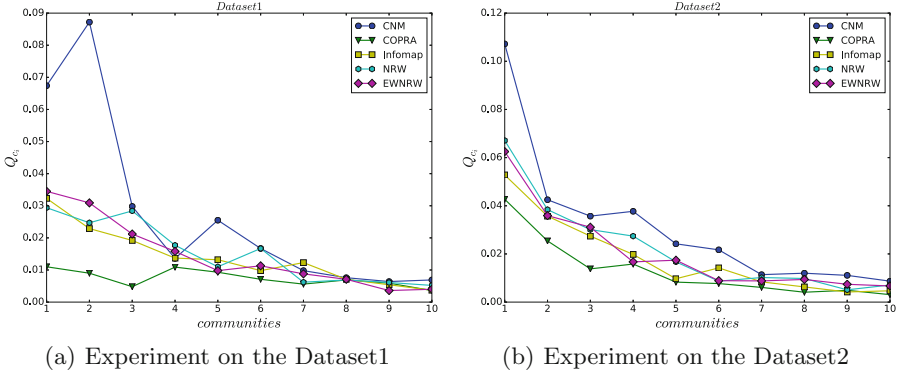 Dataset1
0.09
0.08
0.07
0.06
0.05
0.04
0.03
0.02
0.01
0.00
Q_{c_i}
CNM
COPRA
Infomap
NRW
EWNRW
1 2 3 4 5 6 7 8 9 10
communities
(a) Experiment on the Dataset1
Dataset2
0.12
0.10
0.08
0.06
0.04
0.02
0.00
Q_{c_i}
CNM
COPRA
Infomap
NRW
EWNRW
1 2 3 4 5 6 7 8 9 10
communities
(b) Experiment on the Dataset2